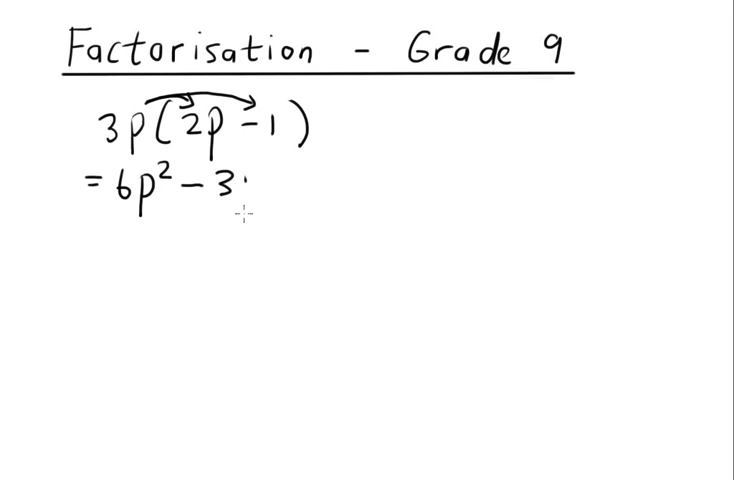 Factorisation - Grade 9
3p(2p-1)
= 6p² - 3